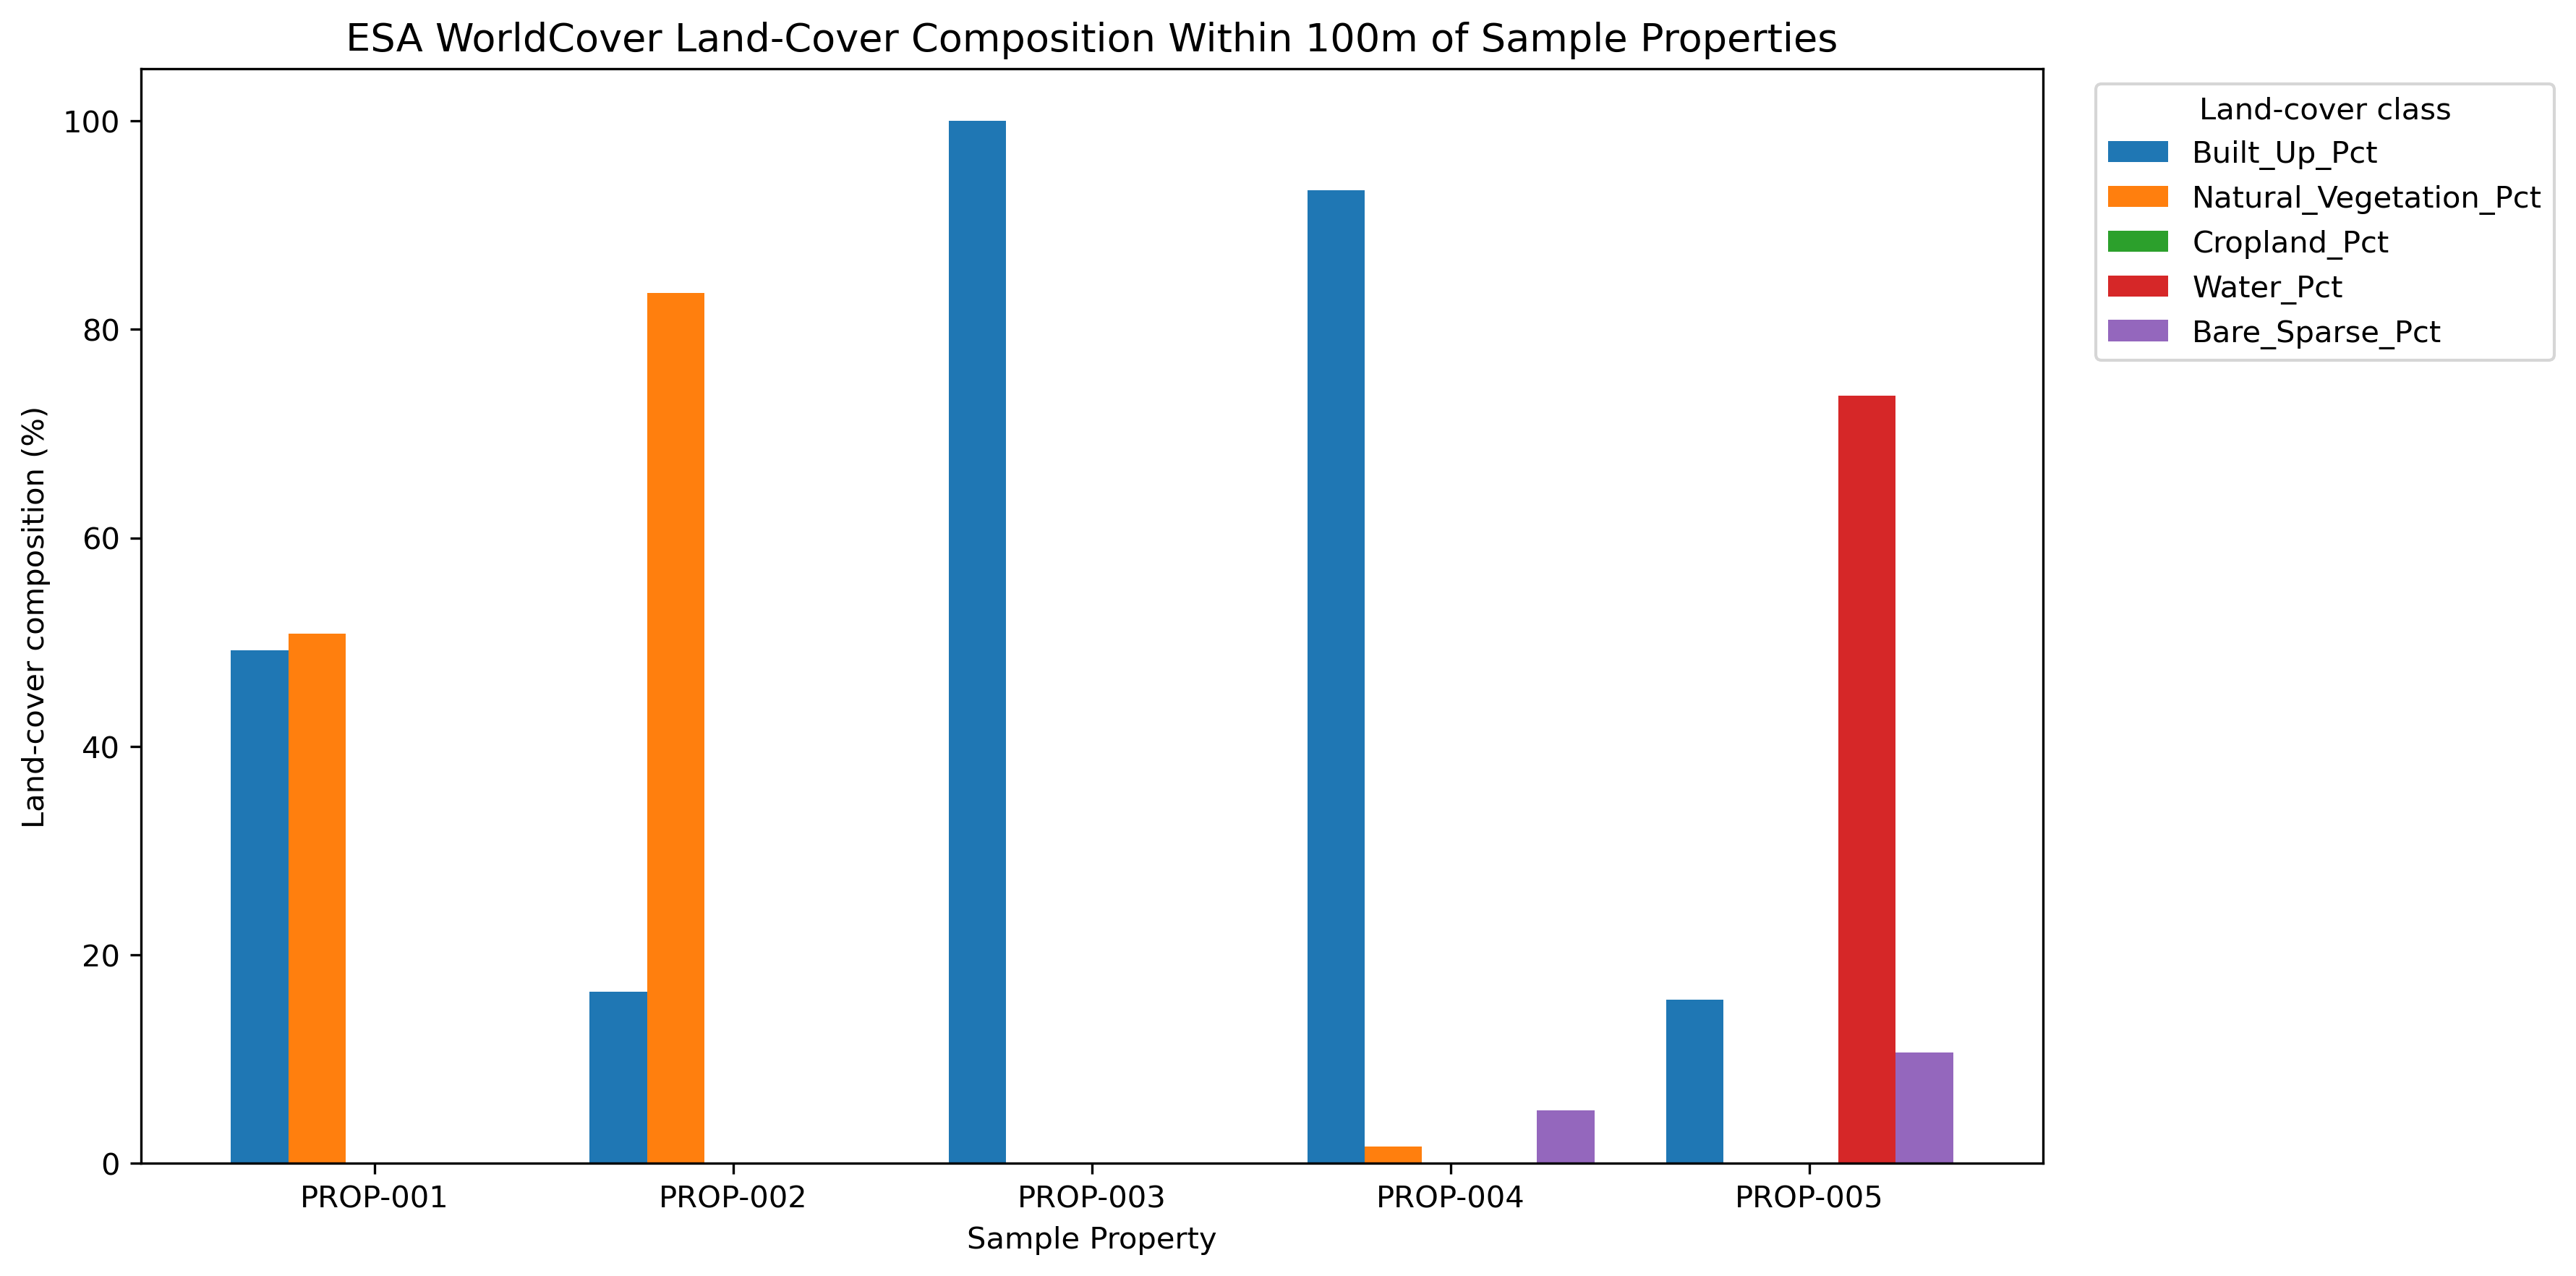 ESA WorldCover Land-Cover Composition Within 100m of Sample Properties
Land-cover composition (%)
100
80
60
40
20
0
PROP-001 PROP-002 PROP-003 PROP-004 PROP-005
Sample Property
Land-cover class
Built_Up_Pct
Natural_Vegetation_Pct
Cropland_Pct
Water_Pct
Bare_Sparse_Pct